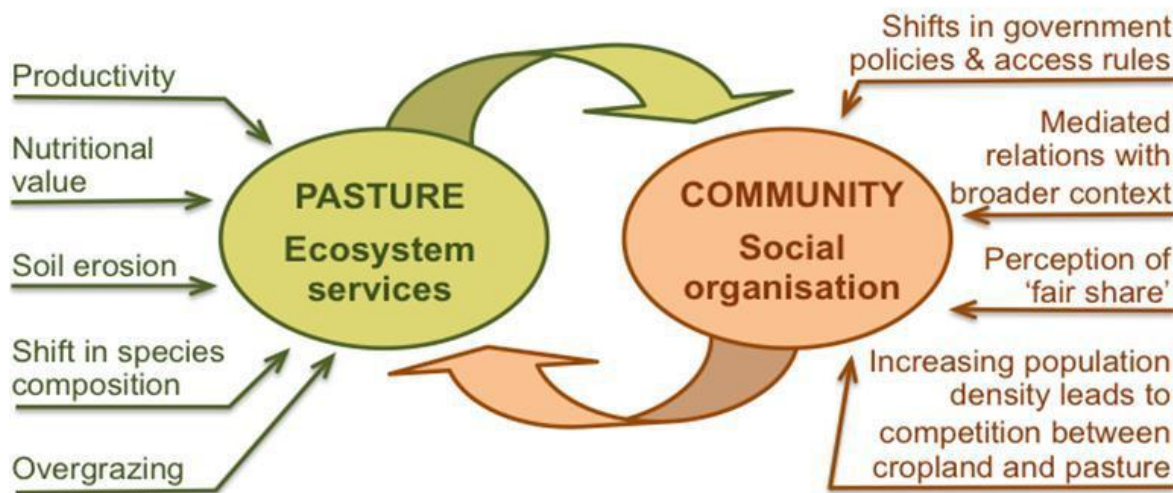 Productivity
Nutritional
value
Soil erosion
Shift in species
composition
Overgrazing
PASTURE
Ecosystem
services
COMMUNITY
Social
organisation
Shifts in government
policies & access rules
Mediated
relations with
broader context
Perception of
‘fair share’
Increasing population
density leads to
competition between
cropland and pasture